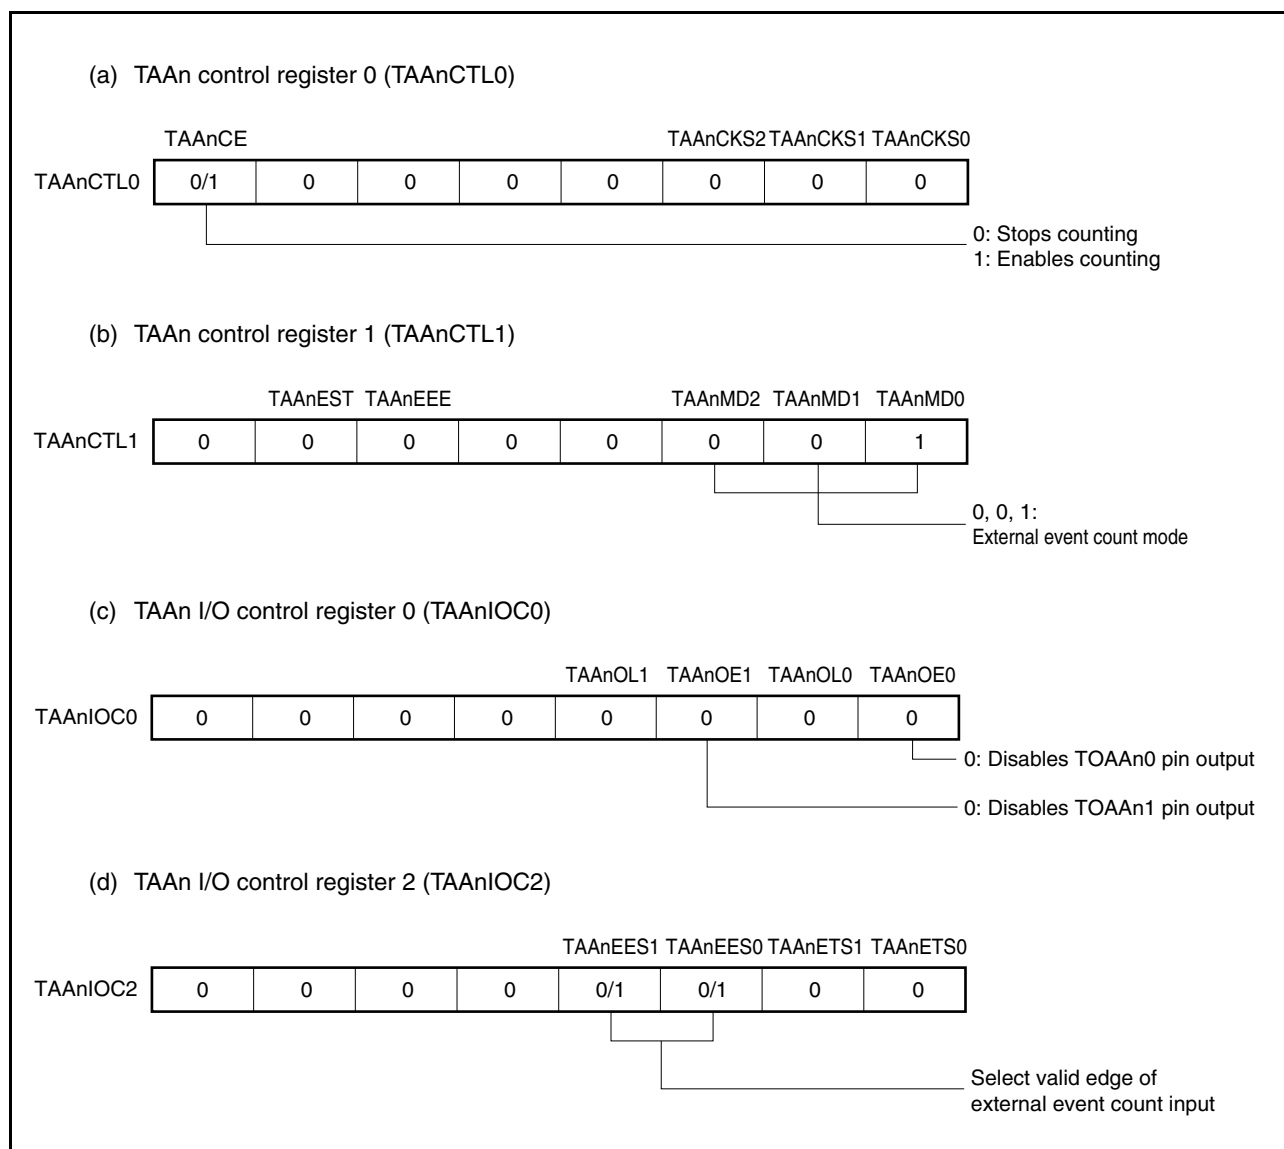 (a) TAAn control register 0 (TAAnCTL0)
TAAnCE TAAnCKS2 TAAnCKS1 TAAnCKS0
TAAnCTL0 0/1 0 0 0 0 0 0 0
0: Stops counting
1: Enables counting
(b) TAAn control register 1 (TAAnCTL1)
TAAnEST TAAnEEE TAAnMD2 TAAnMD1 TAAnMD0
TAAnCTL1 0 0 0 0 0 0 0 1
0, 0, 1:
External event count mode
(c) TAAn I/O control register 0 (TAAnIOC0)
TAAnOL1 TAAnOE1 TAAnOL0 TAAnOE0
TAAnIOC0 0 0 0 0 0 0 0 0
0: Disables TOAAn0 pin output
0: Disables TOAAn1 pin output
(d) TAAn I/O control register 2 (TAAnIOC2)
TAAnEES1 TAAnEES0 TAAnETS1 TAAnETS0
TAAnIOC2 0 0 0 0 0/1 0/1 0 0
Select valid edge of
external event count input